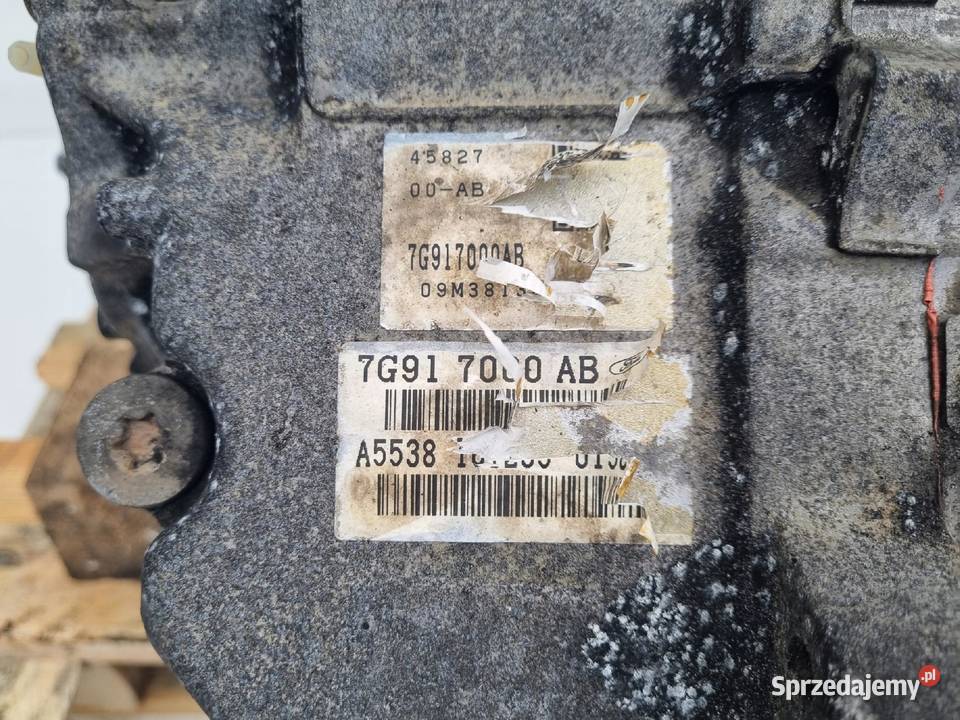 45827
00-AB
7G917000AB
7G91 7000 AB
A5538
Sprzedajemy.pl